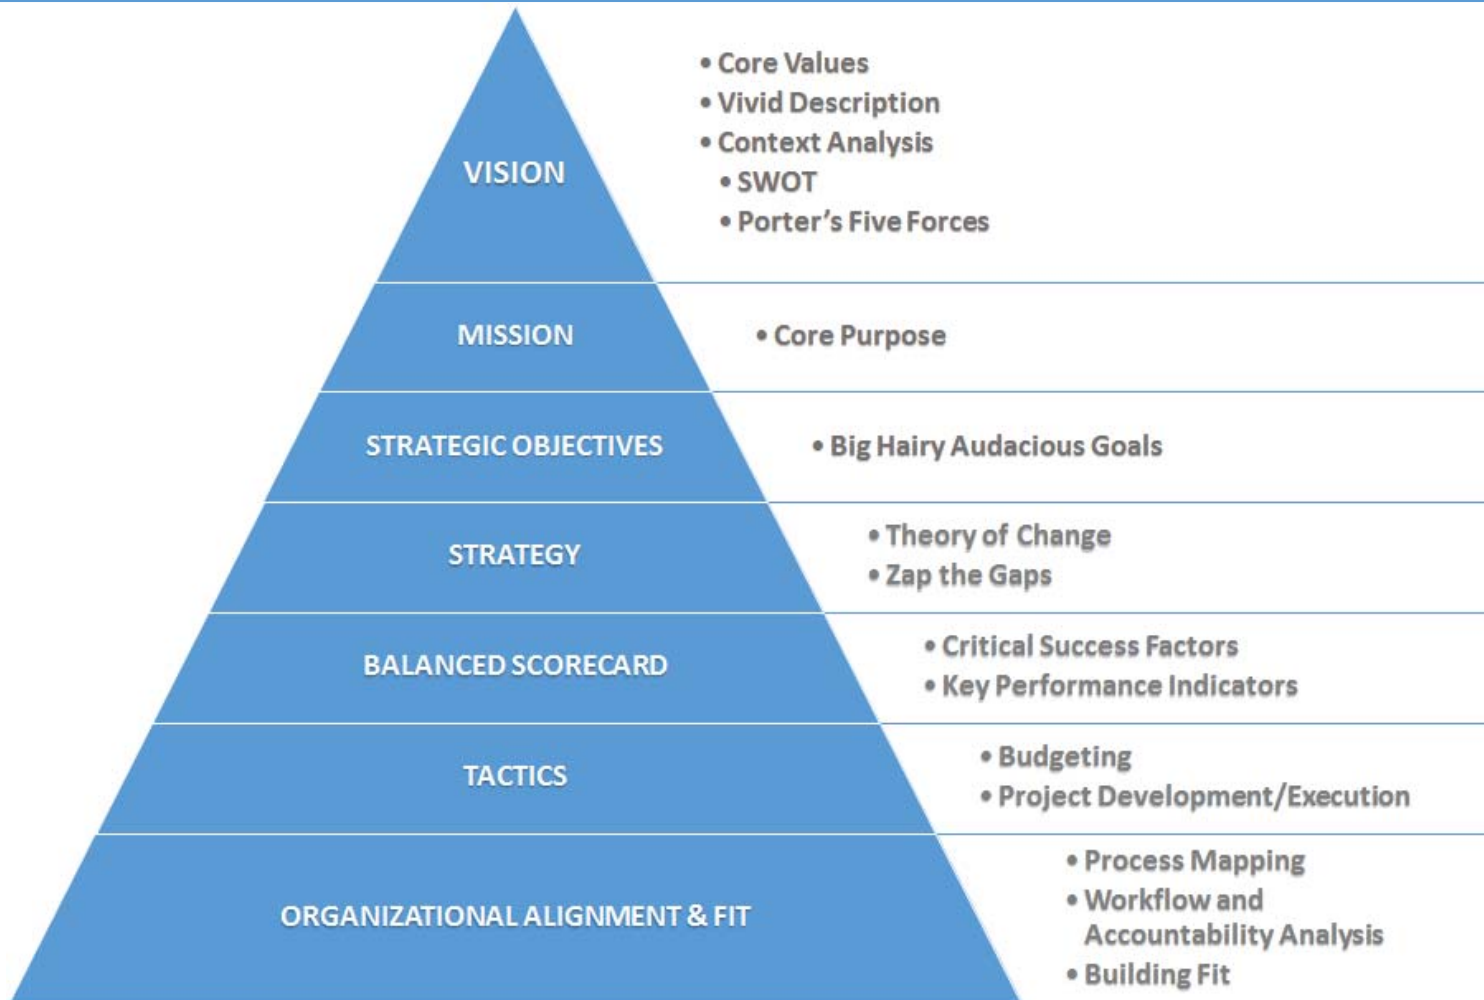 VISION
• Core Values
• Vivid Description
• Context Analysis
• SWOT
• Porter’s Five Forces
MISSION
• Core Purpose
STRATEGIC OBJECTIVES
• Big Hairy Audacious Goals
STRATEGY
• Theory of Change
• Zap the Gaps
BALANCED SCORECARD
• Critical Success Factors
• Key Performance Indicators
TACTICS
• Budgeting
• Project Development/Execution
ORGANIZATIONAL ALIGNMENT & FIT
• Process Mapping
• Workflow and
Accountability Analysis
• Building Fit